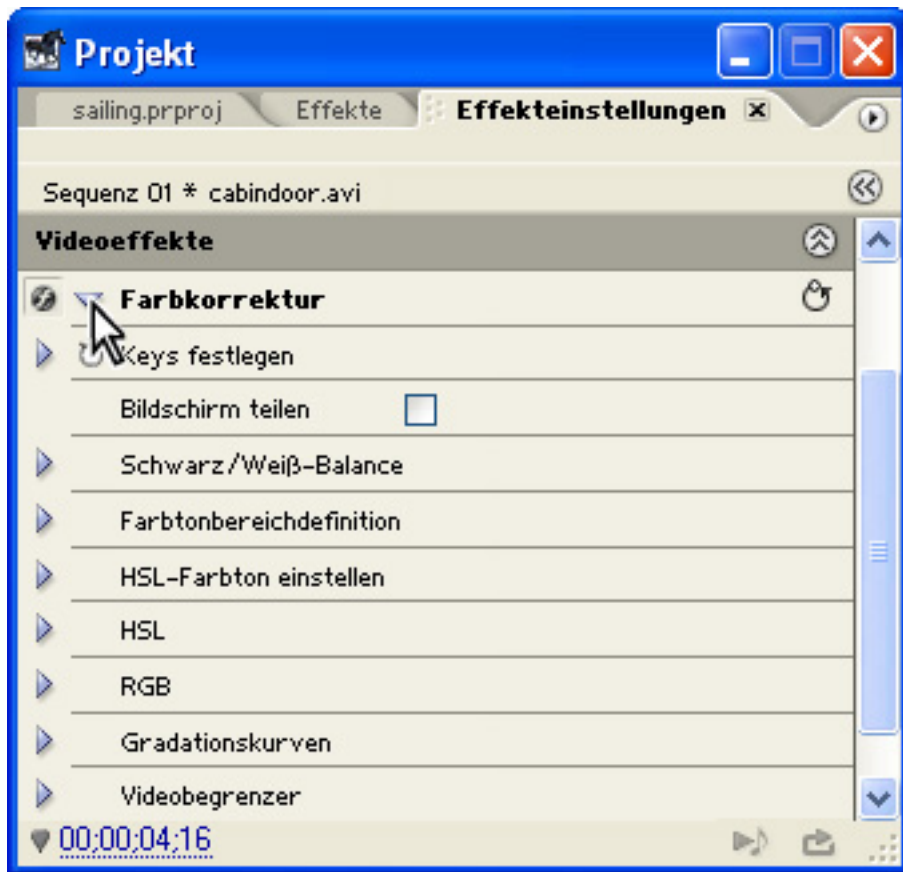 Projekt
sailing.prproj Effekte Effekteinstellungen
Sequenz 01 * cabindoor.avi
Videoeffekte
Farbkorrektur
Keys festlegen
Bildschirm teilen
Schwarz/Weiß-Balance
Farbtonbereichdefinition
HSL-Farbton einstellen
HSL
RGB
Gradationskurven
Videobegrenzer
00;00;04;16